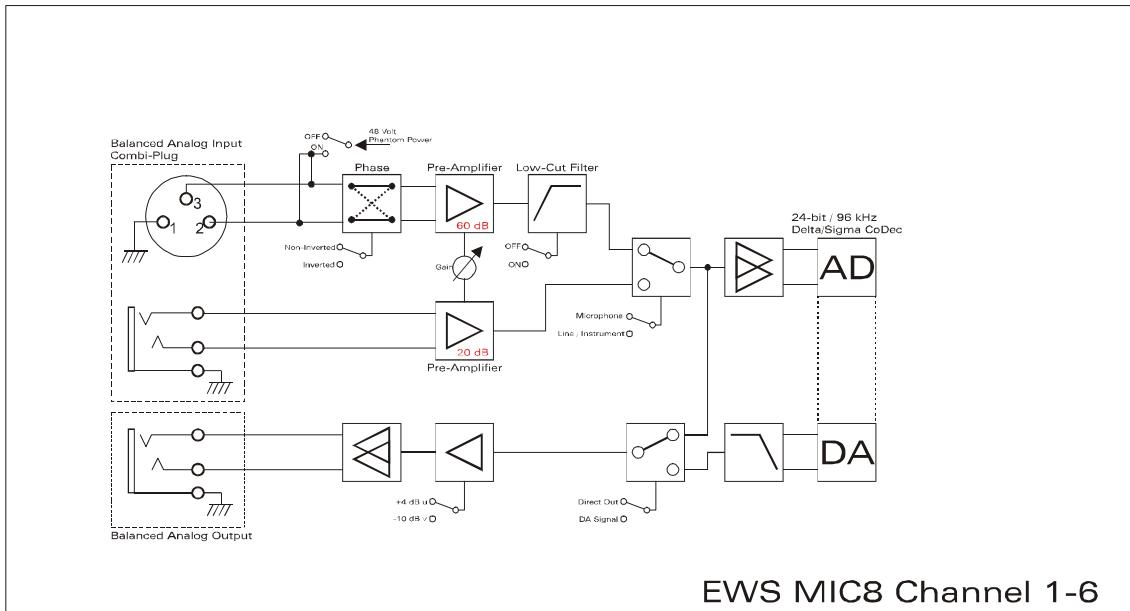 OFF
48 Volt
Phantom Power
ON
Balanced Analog Input
Combi-Plug
Phase
Pre-Amplifier
Low-Cut Filter
3
1
2
60 dB
24-bit / 96 kHz
Delta/Sigma CoDec
Non-Inverted
Inverted
OFF
ON
Gain
AD
Microphone
Line / Instrument
20 dB
Pre-Amplifier
DA
+4 dB u
-10 dB v
Direct Out
DA Signal
Balanced Analog Output
EWS MIC8 Channel 1-6